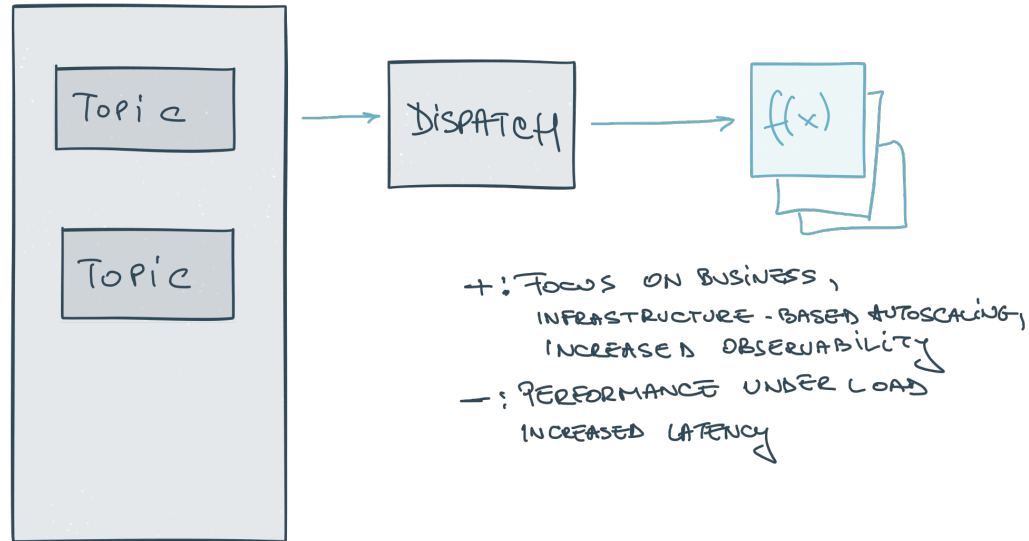 Topic
DISPATCH
f(x)
Topic
+: FOCUS ON BUSINESS,
INFRASTRUCTURE-BASED AUTOSCALING,
INCREASED OBSERVABILITY
-: PERFORMANCE UNDER LOAD
INCREASED LATENCY